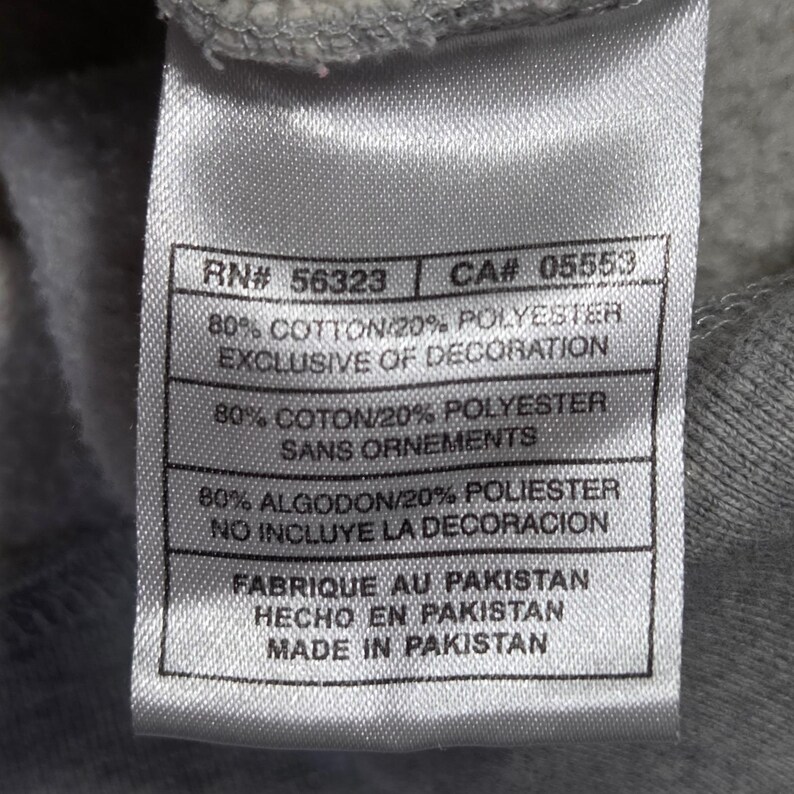 RN# 56323 | CA# 05553
80% COTTON/20% POLYESTER
EXCLUSIVE OF DECORATION
80% COTON/20% POLYESTER
SANS ORNEMENTS
80% ALGODON/20% POLIESTER
NO INCLUYE LA DECORACION
FABRIQUE AU PAKISTAN
HECHO EN PAKISTAN
MADE IN PAKISTAN